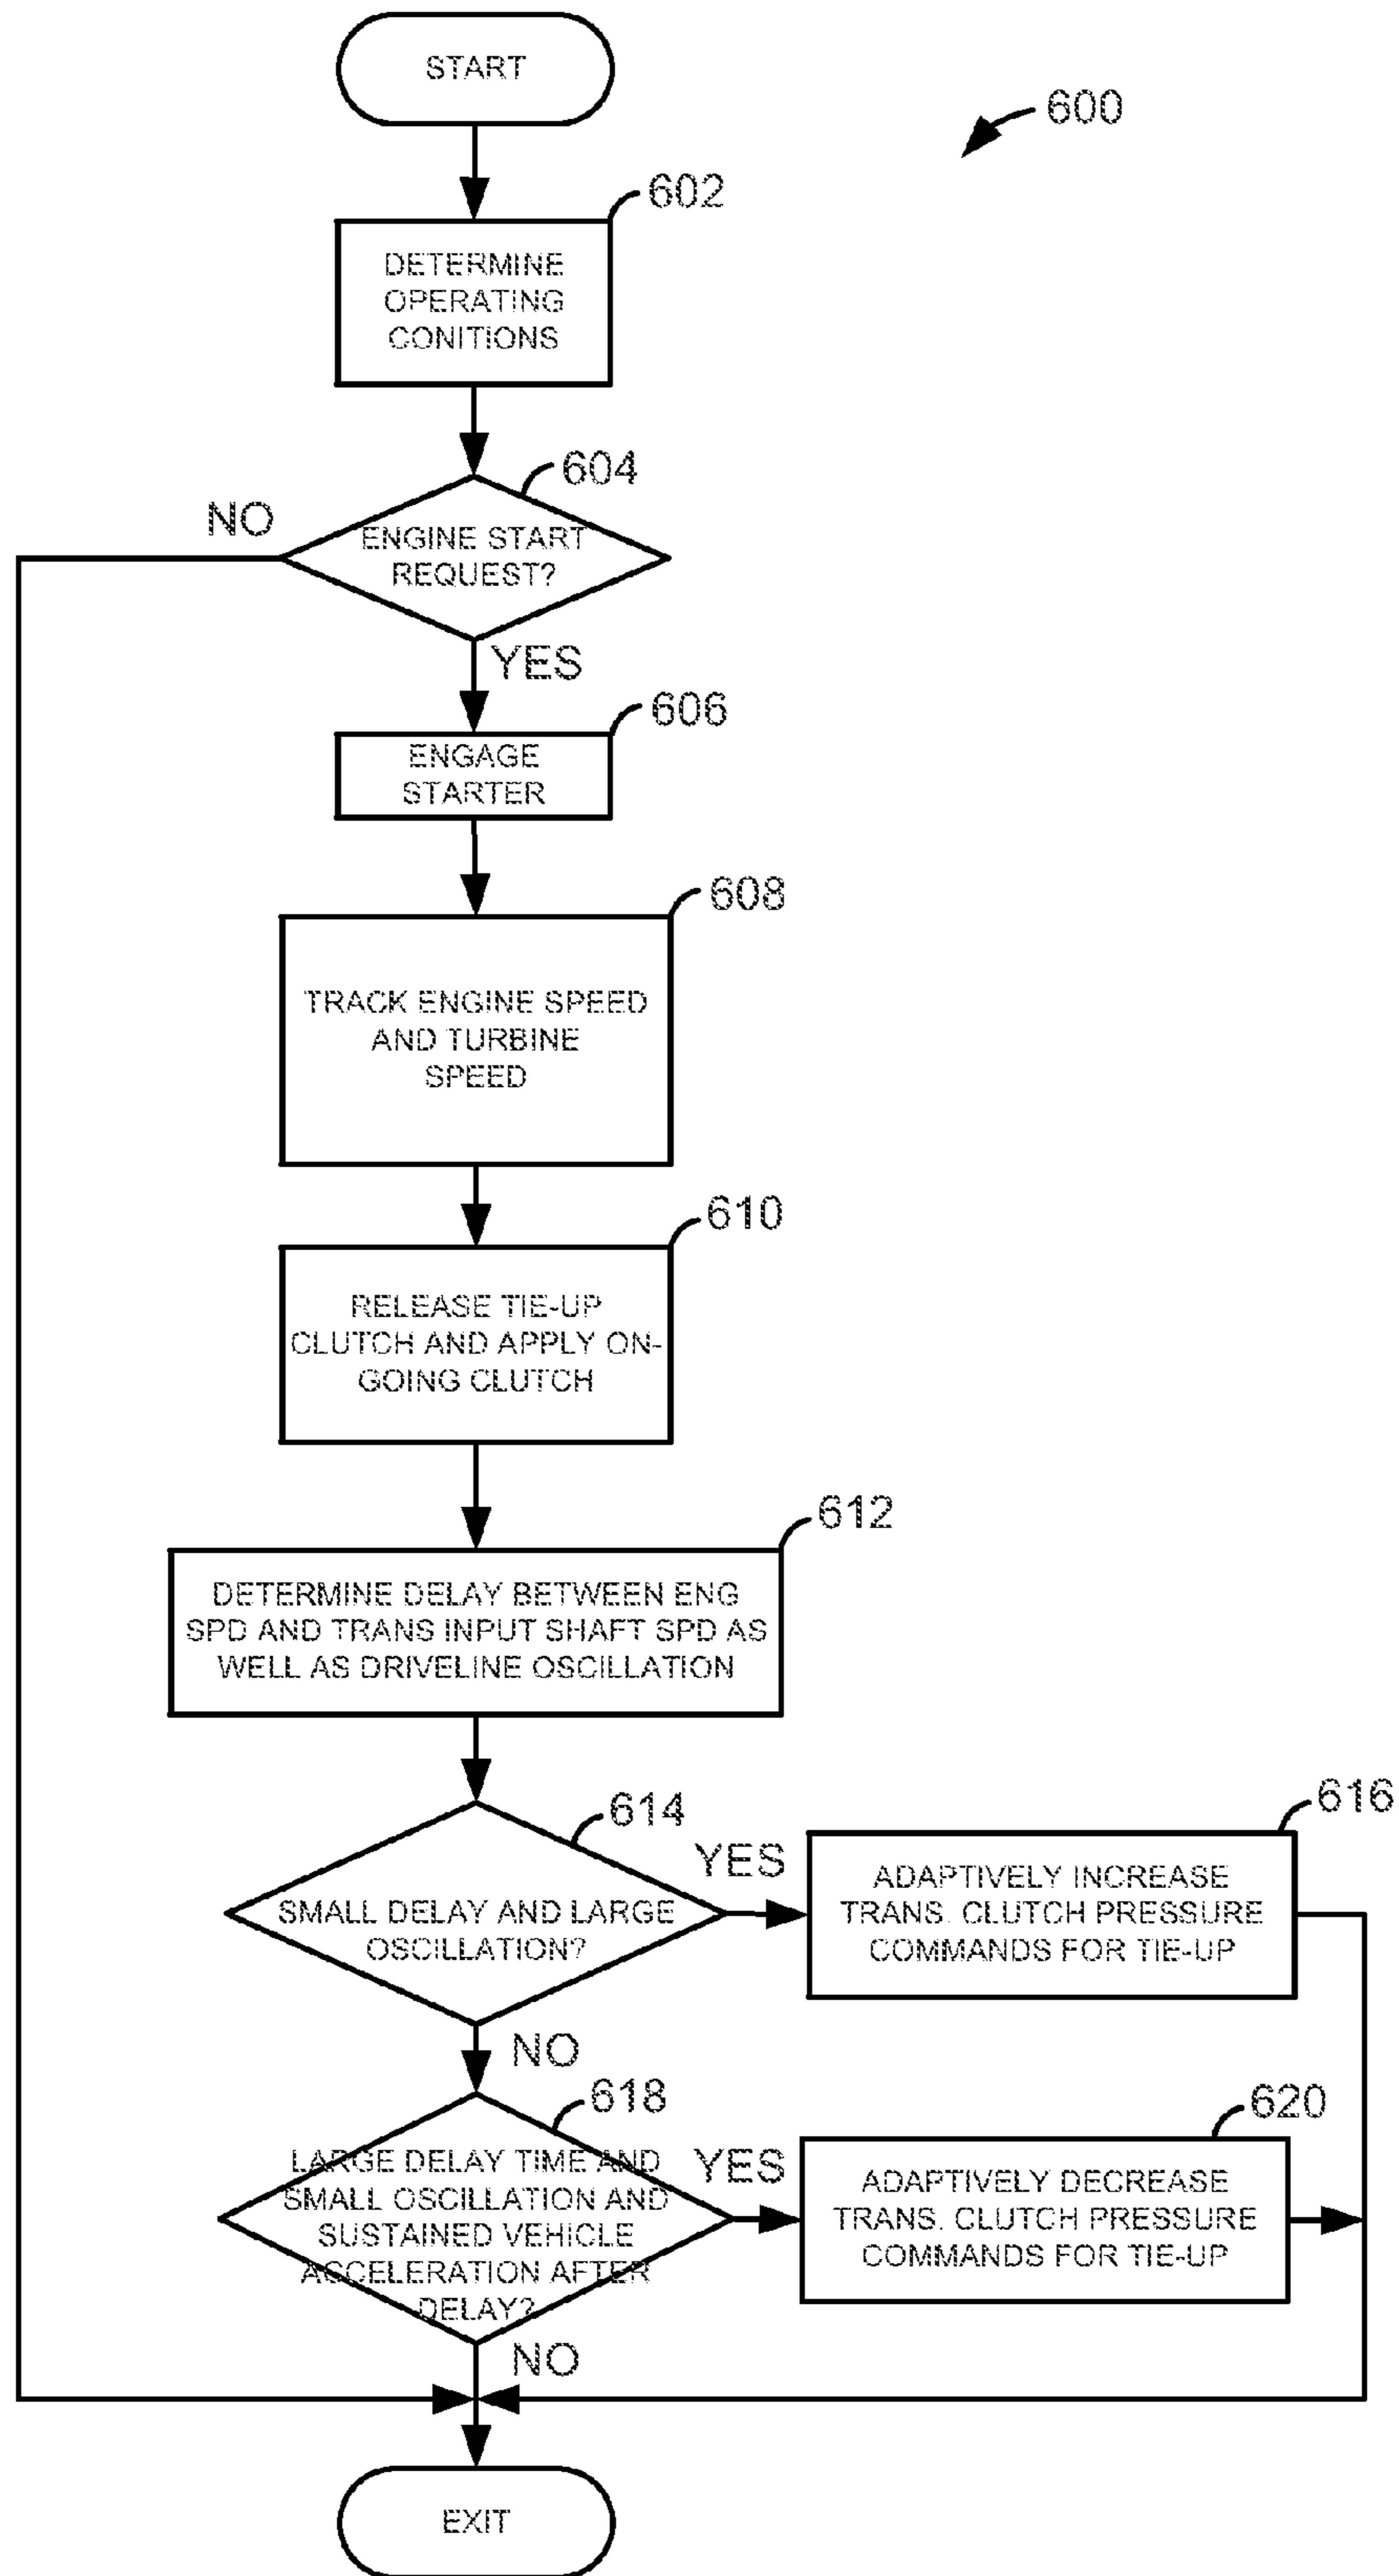 START
600
602
DETERMINE
OPERATING
CONITIONS
604
NO
ENGINE START
REQUEST?
YES
606
ENGAGE
STARTER
608
TRACK ENGINE SPEED
AND TURBINE
SPEED
610
RELEASE TIE-UP
CLUTCH AND APPLY ON-
GOING CLUTCH
612
DETERMINE DELAY BETWEEN ENG
SPD AND TRANS INPUT SHAFT SPD AS
WELL AS DRIVELINE OSCILLATION
614
SMALL DELAY AND LARGE
OSCILLATION?
YES
616
ADAPTIVELY INCREASE
TRANS. CLUTCH PRESSURE
COMMANDS FOR TIE-UP
NO
618
LARGE DELAY TIME AND
SMALL OSCILLATION AND
SUSTAINED VEHICLE
ACCELERATION AFTER
DELAY?
YES
620
ADAPTIVELY DECREASE
TRANS. CLUTCH PRESSURE
COMMANDS FOR TIE-UP
NO
EXIT